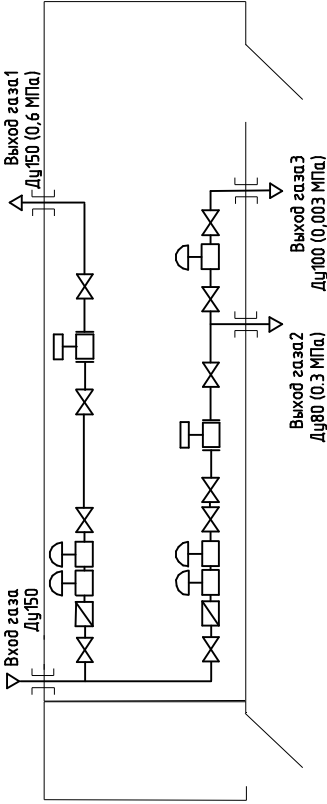 Выход газа1
Ду150 (0,6 МПа)
Выход газа3
Ду100 (0,003 МПа)
Выход газа2
Ду80 (0.3 МПа)
Вход газа
Ду150